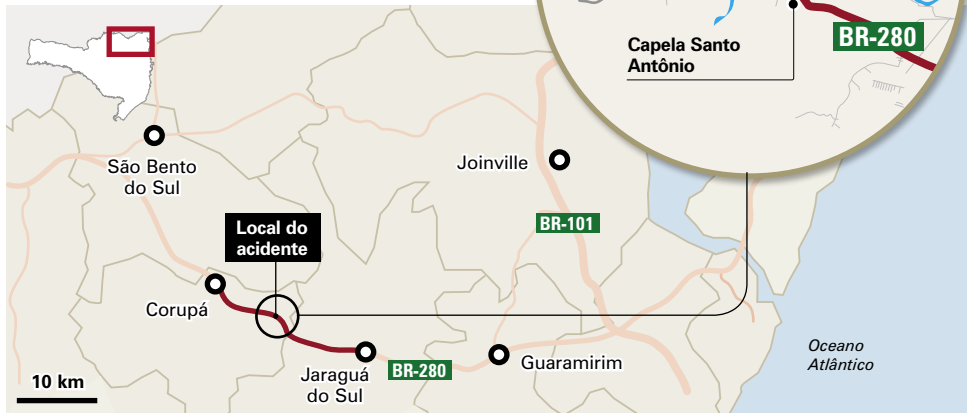 Capela Santo
Antônio
BR-280
São Bento
do Sul
Joinville
BR-101
Local do
acidente
Corupá
Jaraguá
do Sul
BR-280
Guaramirim
Oceano
Atlântico
10 km